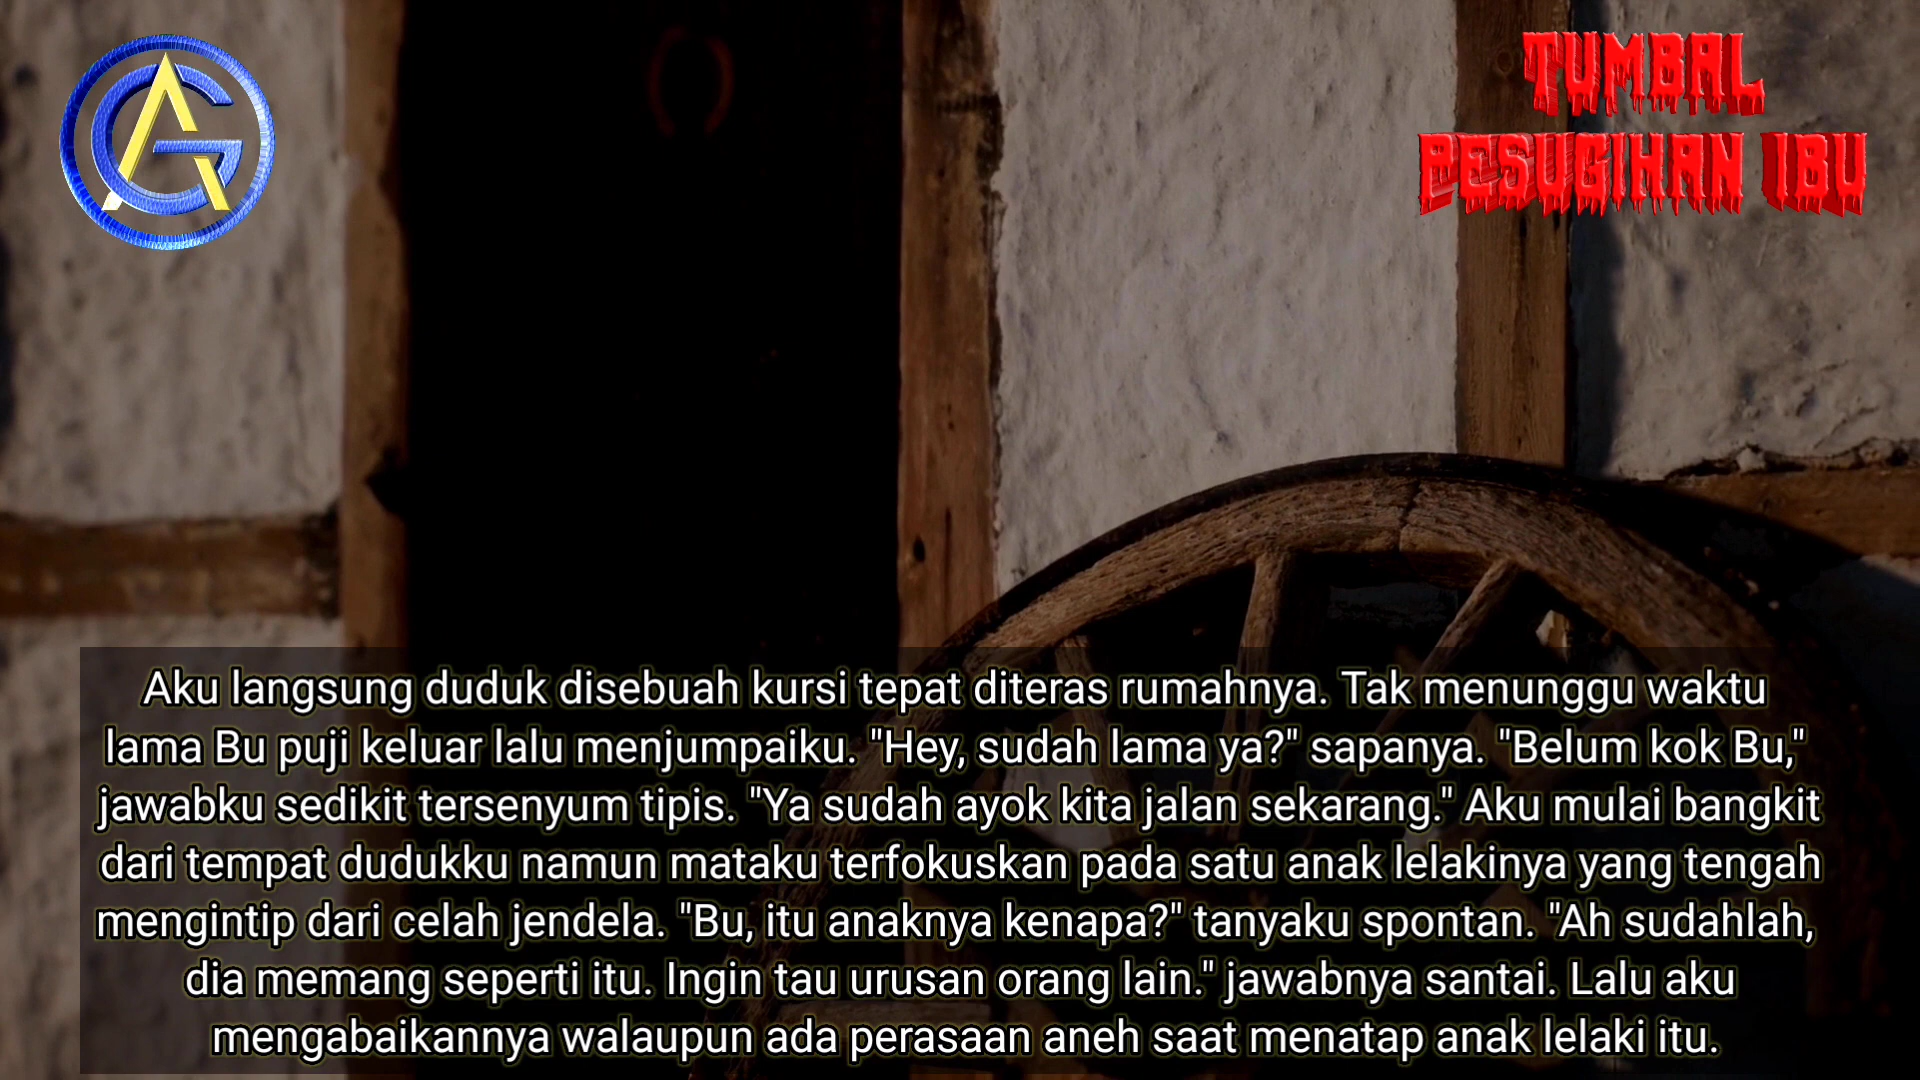 TUMBAL
PESUGIHAN IBU
Aku langsung duduk disebuah kursi tepat diteras rumahnya. Tak menunggu waktu
lama Bu puji keluar lalu menjumpaiku. "Hey, sudah lama ya?" sapanya. "Belum kok Bu,"
jawabku sedikit tersenyum tipis. "Ya sudah ayok kita jalan sekarang." Aku mulai bangkit
dari tempat dudukku namun mataku terfokuskan pada satu anak lelakinya yang tengah
mengintip dari celah jendela. "Bu, itu anaknya kenapa?" tanyaku spontan. "Ah sudahlah,
dia memang seperti itu. Ingin tau urusan orang lain." jawabnya santai. Lalu aku
mengabaikannya walaupun ada perasaan aneh saat menatap anak lelaki itu.